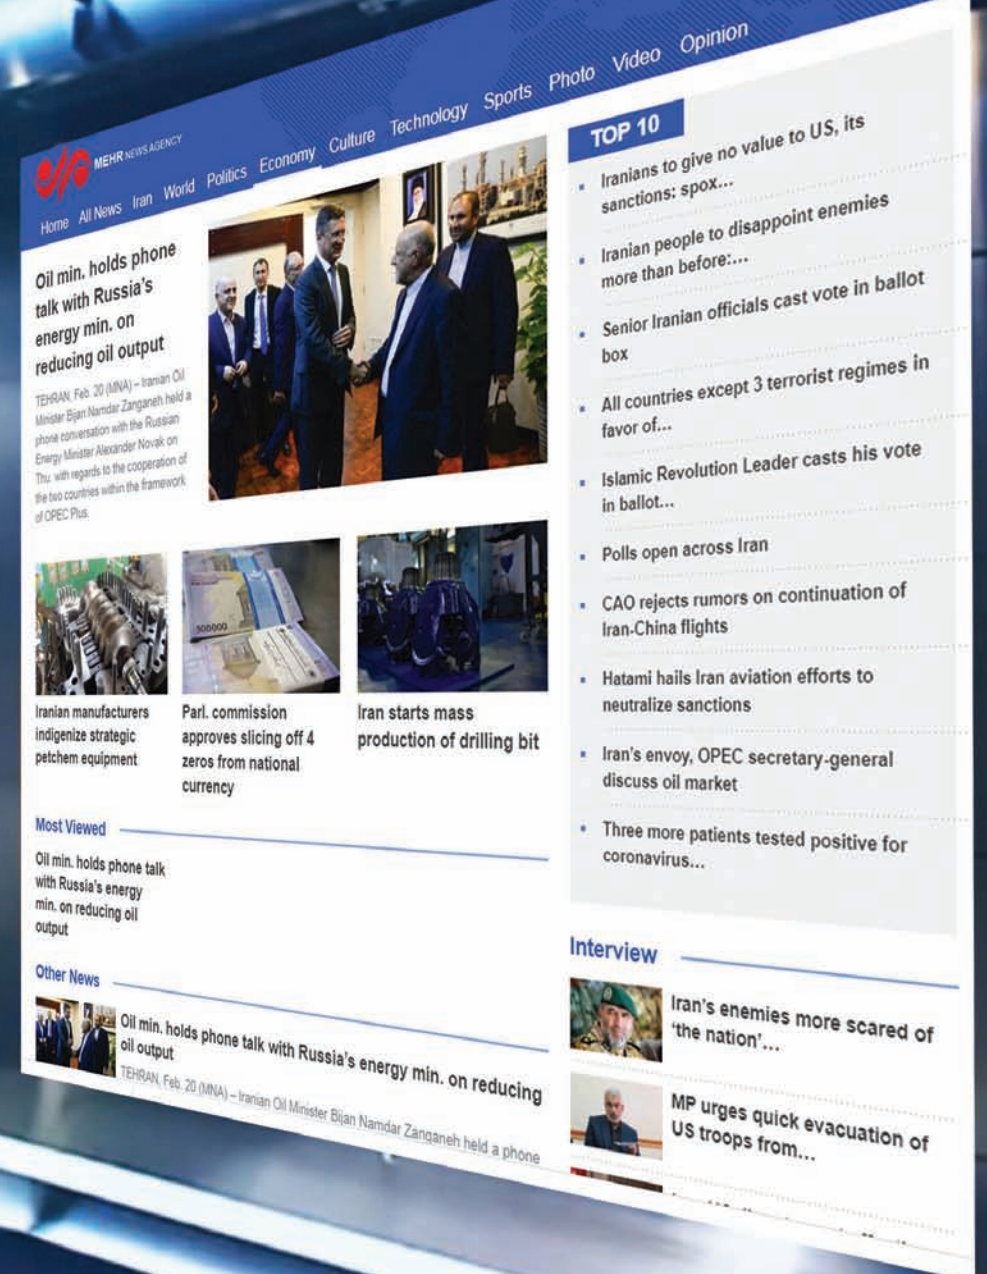 MEHR NEWS AGENCY
Home All News Iran World Politics Economy Culture Technology Sports Photo Video Opinion
Oil min. holds phone
talk with Russia's
energy min. on
reducing oil output
TEHRAN, Feb. 20 (MNA) – Iranian Oil
Minister Bijan Namdar Zanganeh held a
phone conversation with the Russian
Energy Minister Alexander Novak on
Thu. with regards to the cooperation of
the two countries within the framework
of OPEC Plus.
500000
Iranian manufacturers
indigenize strategic
petchem equipment
Parl. commission
approves slicing off 4
zeros from national
currency
Iran starts mass
production of drilling bit
Most Viewed
Oil min. holds phone talk
with Russia's energy
min. on reducing oil
output
Other News
Oil min. holds phone talk with Russia's energy min. on reducing
oil output
TEHRAN, Feb. 20 (MNA) – Iranian Oil Minister Bijan Namdar Zanganeh held a phone
TOP 10
Iranians to give no value to US, its
sanctions: spox...
Iranian people to disappoint enemies
more than before:...
Senior Iranian officials cast vote in ballot
box
All countries except 3 terrorist regimes in
favor of...
Islamic Revolution Leader casts his vote
in ballot...
Polls open across Iran
CAO rejects rumors on continuation of
Iran-China flights
Hatami hails Iran aviation efforts to
neutralize sanctions
Iran's envoy, OPEC secretary-general
discuss oil market
Three more patients tested positive for
coronavirus...
Interview
Iran's enemies more scared of
'the nation'...
MP urges quick evacuation of
US troops from...